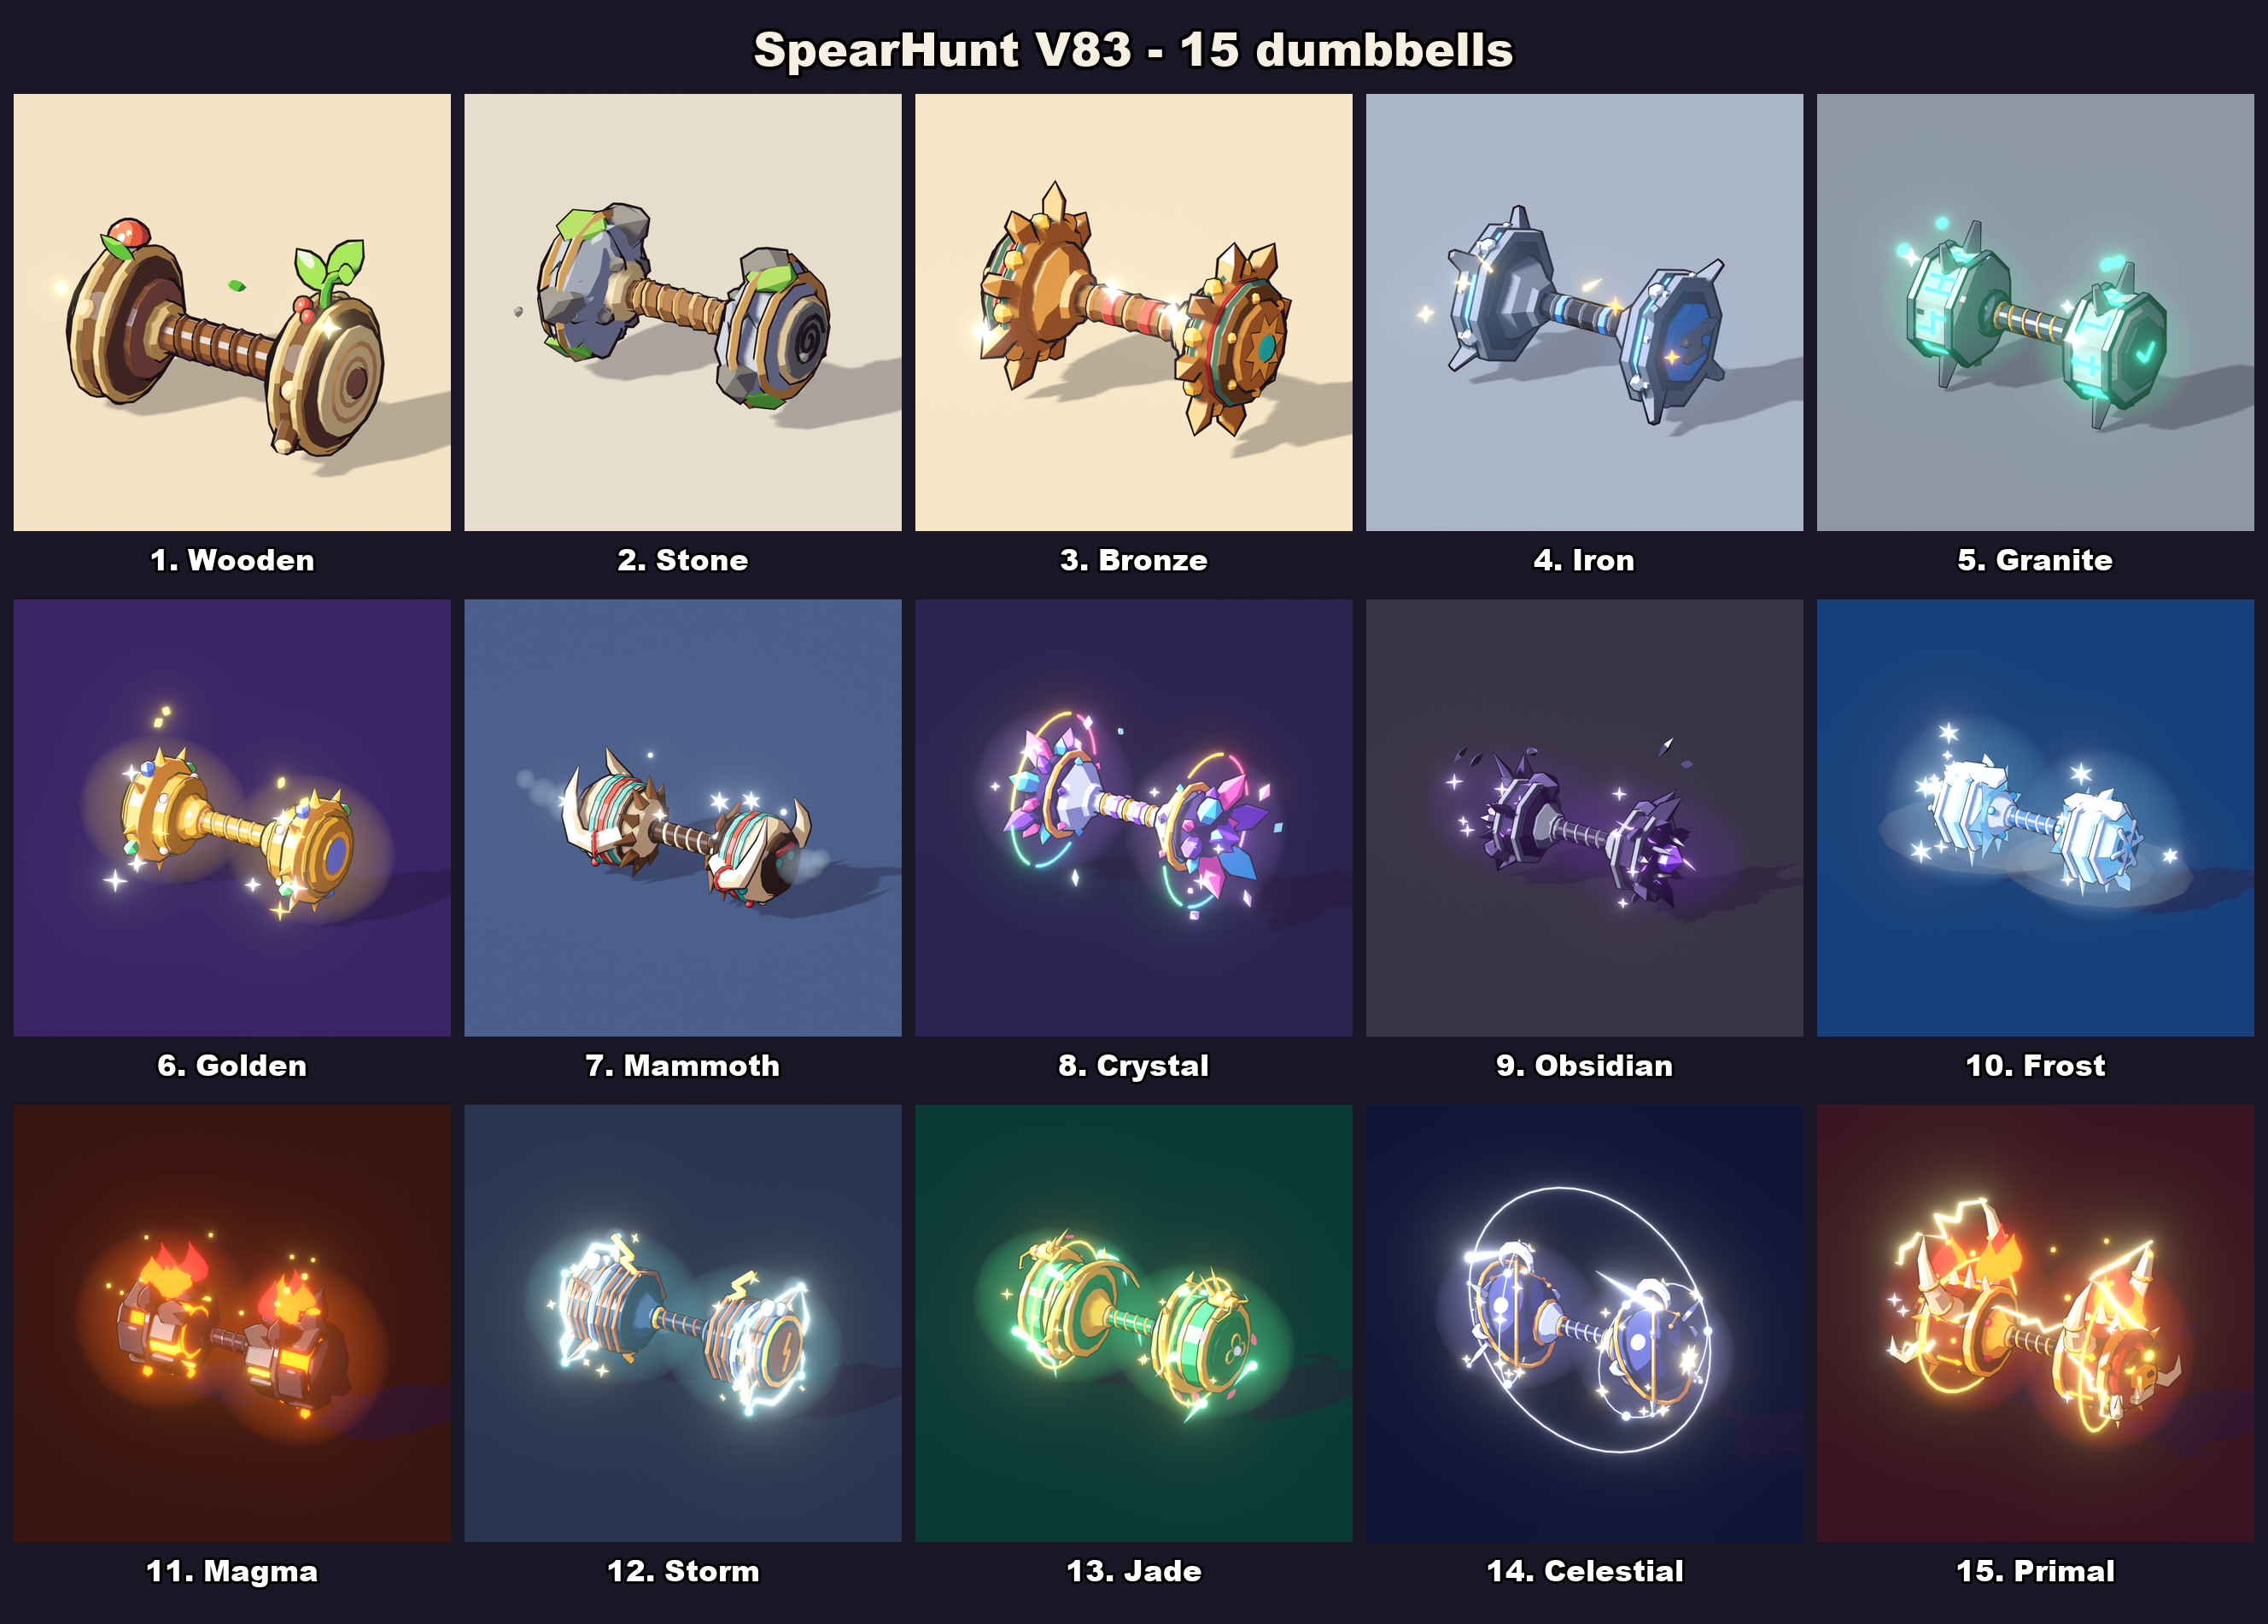 SpearHunt V83 - 15 dumbbells
1. Wooden
2. Stone
3. Bronze
4. Iron
5. Granite
6. Golden
7. Mammoth
8. Crystal
9. Obsidian
10. Frost
11. Magma
12. Storm
13. Jade
14. Celestial
15. Primal